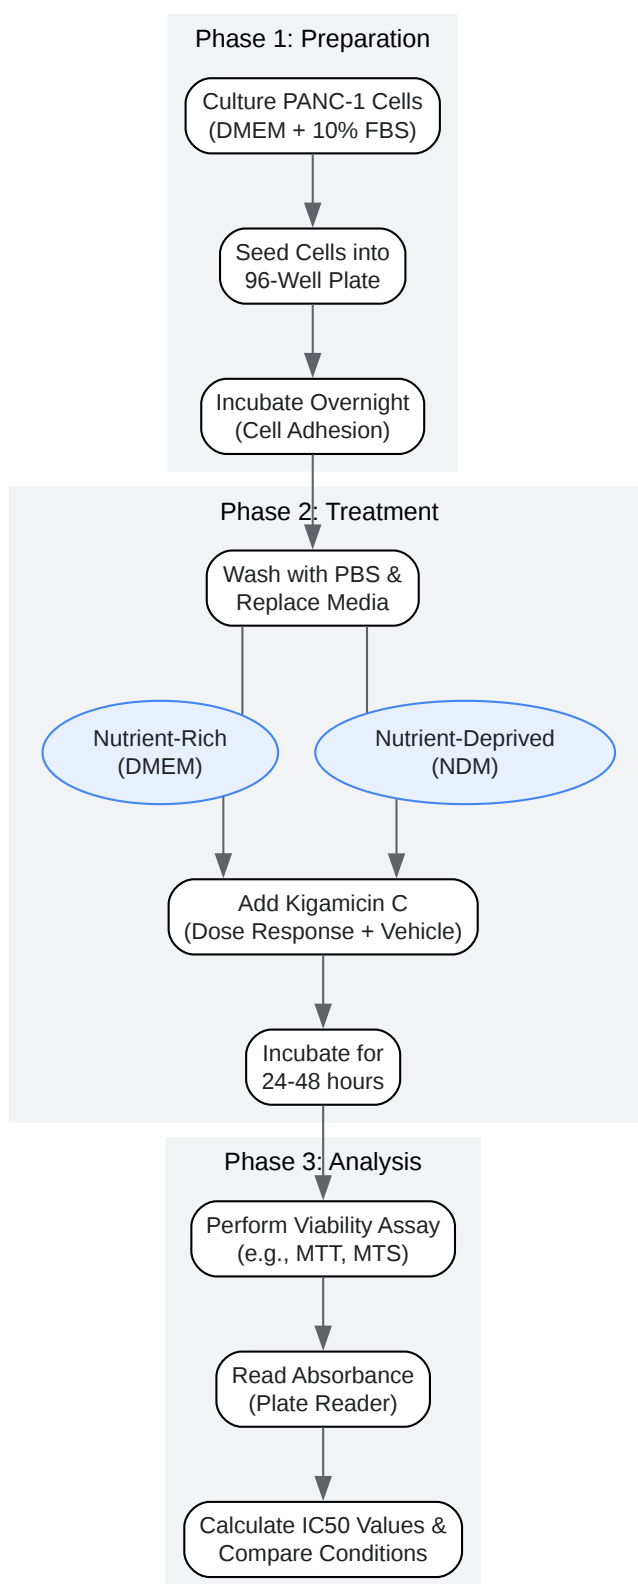 Phase 1: Preparation
Culture PANC-1 Cells
(DMEM + 10% FBS)
Seed Cells into
96-Well Plate
Incubate Overnight
(Cell Adhesion)
Phase 2: Treatment
Wash with PBS &
Replace Media
Nutrient-Rich
(DMEM)
Nutrient-Deprived
(NDM)
Add Kigamicin C
(Dose Response + Vehicle)
Incubate for
24-48 hours
Phase 3: Analysis
Perform Viability Assay
(e.g., MTT, MTS)
Read Absorbance
(Plate Reader)
Calculate IC50 Values &
Compare Conditions